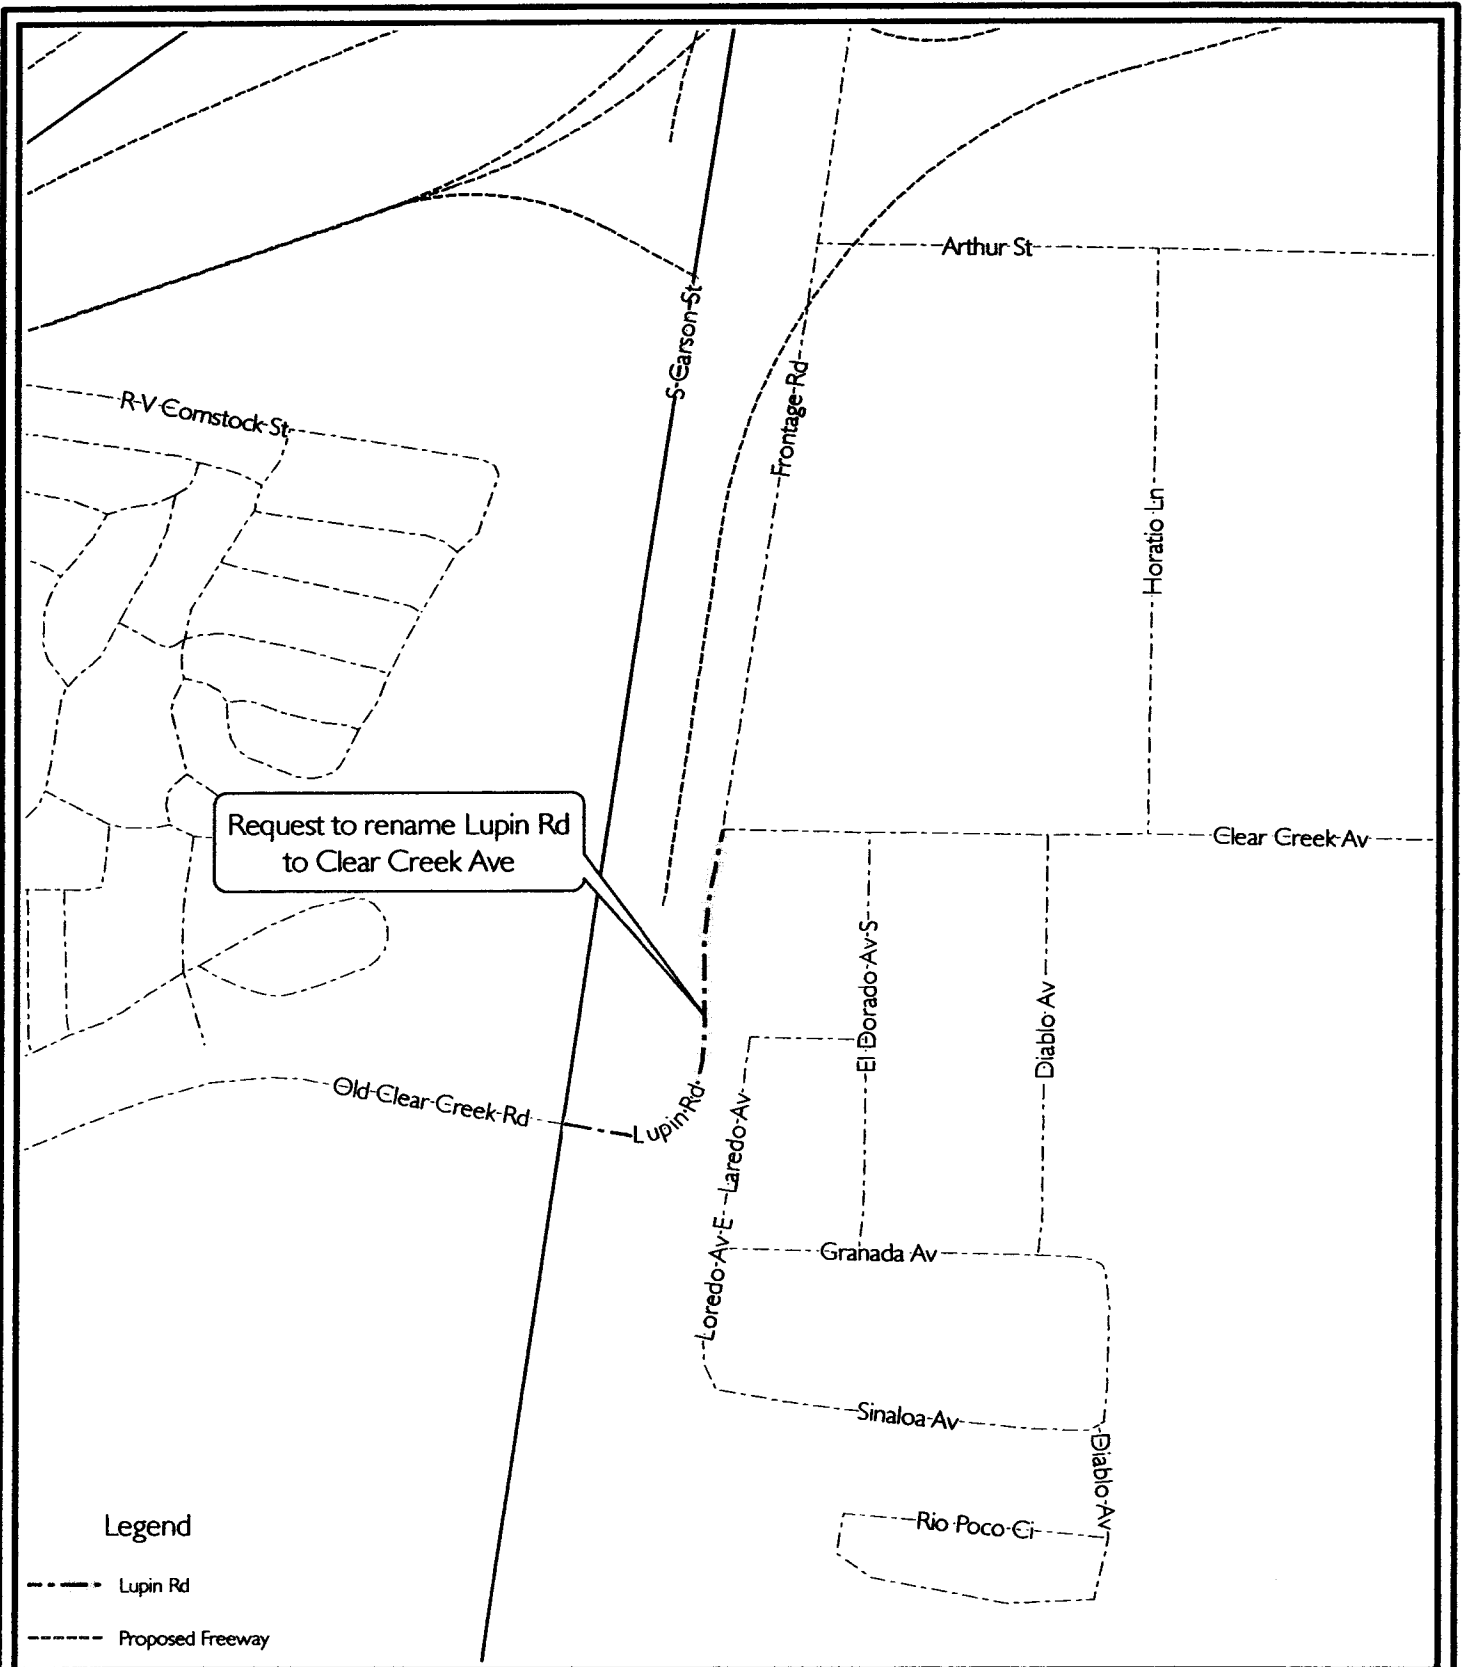 Arthur St
S Carson St
Frontage Rd
R V Comstock St
Horatio Ln
Request to rename Lupin Rd
to Clear Creek Ave
Clear Creek Av
El Dorado Av S
Diablo Av
Old Clear Creek Rd
Lupin Rd
Laredo Av
Loredo Av E
Granada Av
Sinaloa Av
Diablo Av
Rio Poco Ci
Legend
Lupin Rd
Proposed Freeway